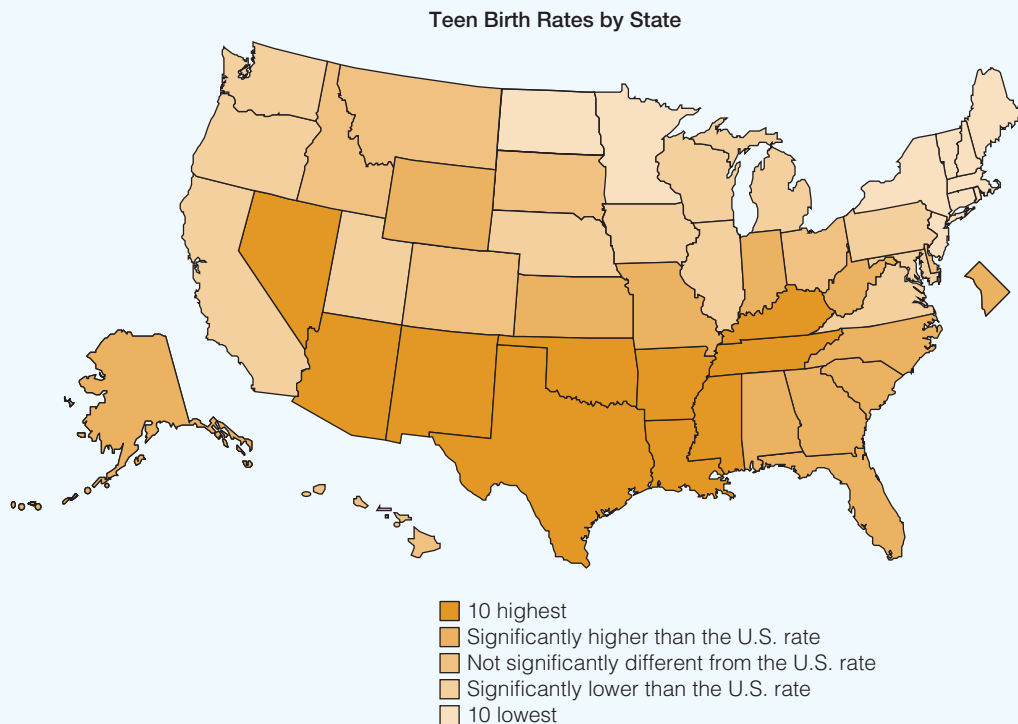 Teen Birth Rates by State
10 highest
Significantly higher than the U.S. rate
Not significantly different from the U.S. rate
Significantly lower than the U.S. rate
10 lowest